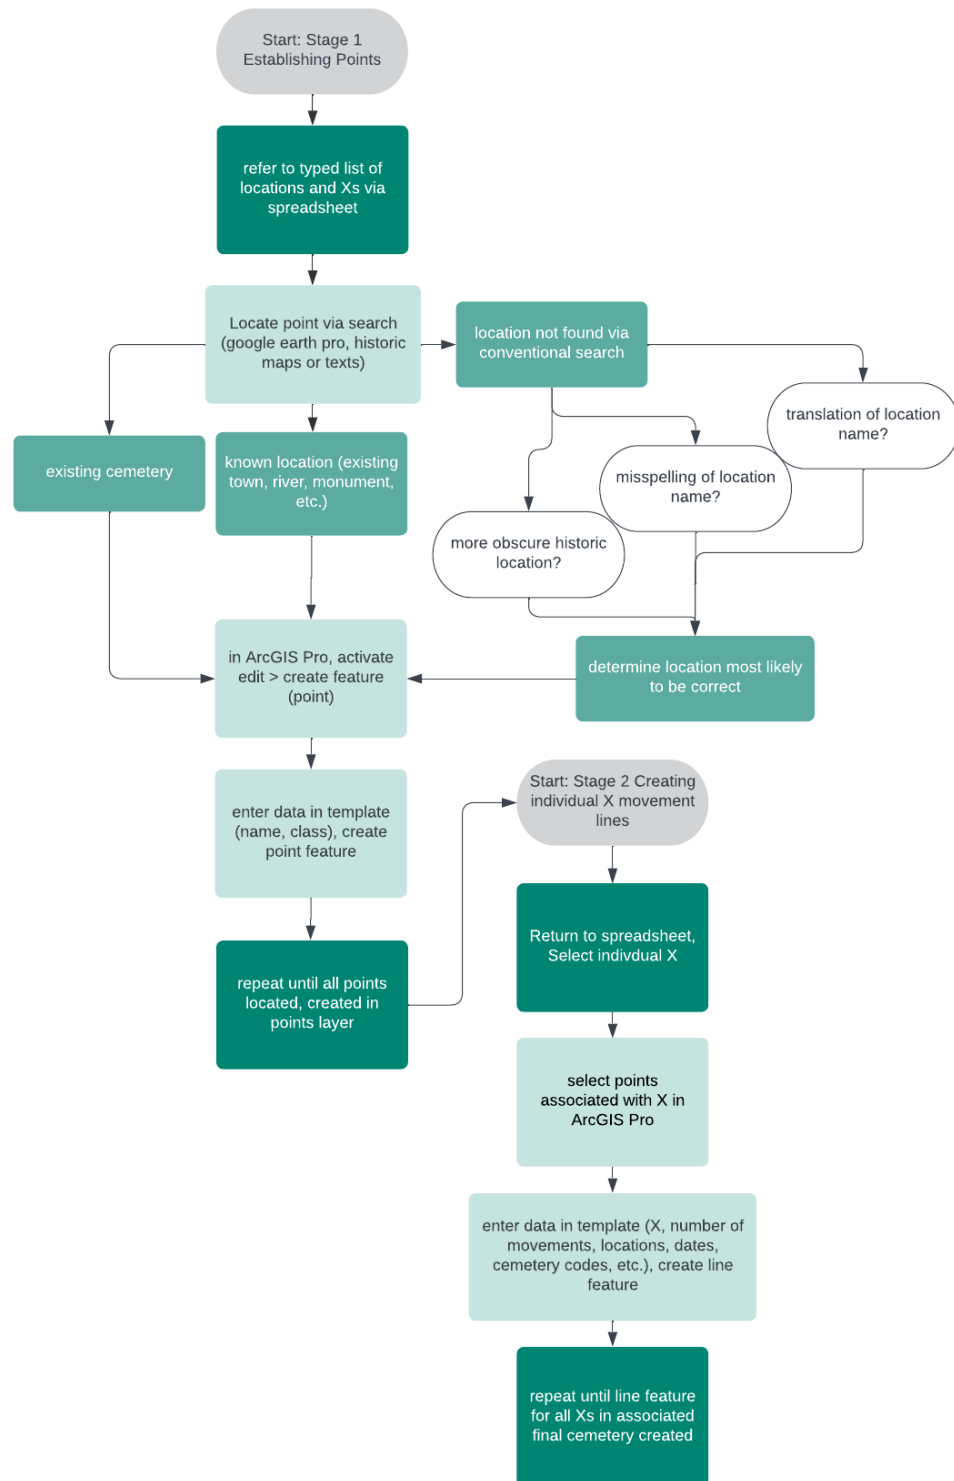 Start: Stage 1
Establishing Points
refer to typed list of
locations and Xs via
spreadsheet
Locate point via search
(google earth pro, historic
maps or texts)
location not found via
conventional search
translation of location
name?
existing cemetery
known location (existing
town, river, monument,
etc.)
misspelling of location
name?
more obscure historic
location?
in ArcGIS Pro, activate
edit > create feature
(point)
determine location most likely
to be correct
enter data in template
(name, class), create
point feature
repeat until all points
located, created in
points layer
Start: Stage 2 Creating
individual X movement
lines
Return to spreadsheet,
Select indivdual X
select points
associated with X in
ArcGIS Pro
enter data in template (X, number of
movements, locations, dates,
cemetery codes, etc.), create line
feature
repeat until line feature
for all Xs in associated
final cemetery created